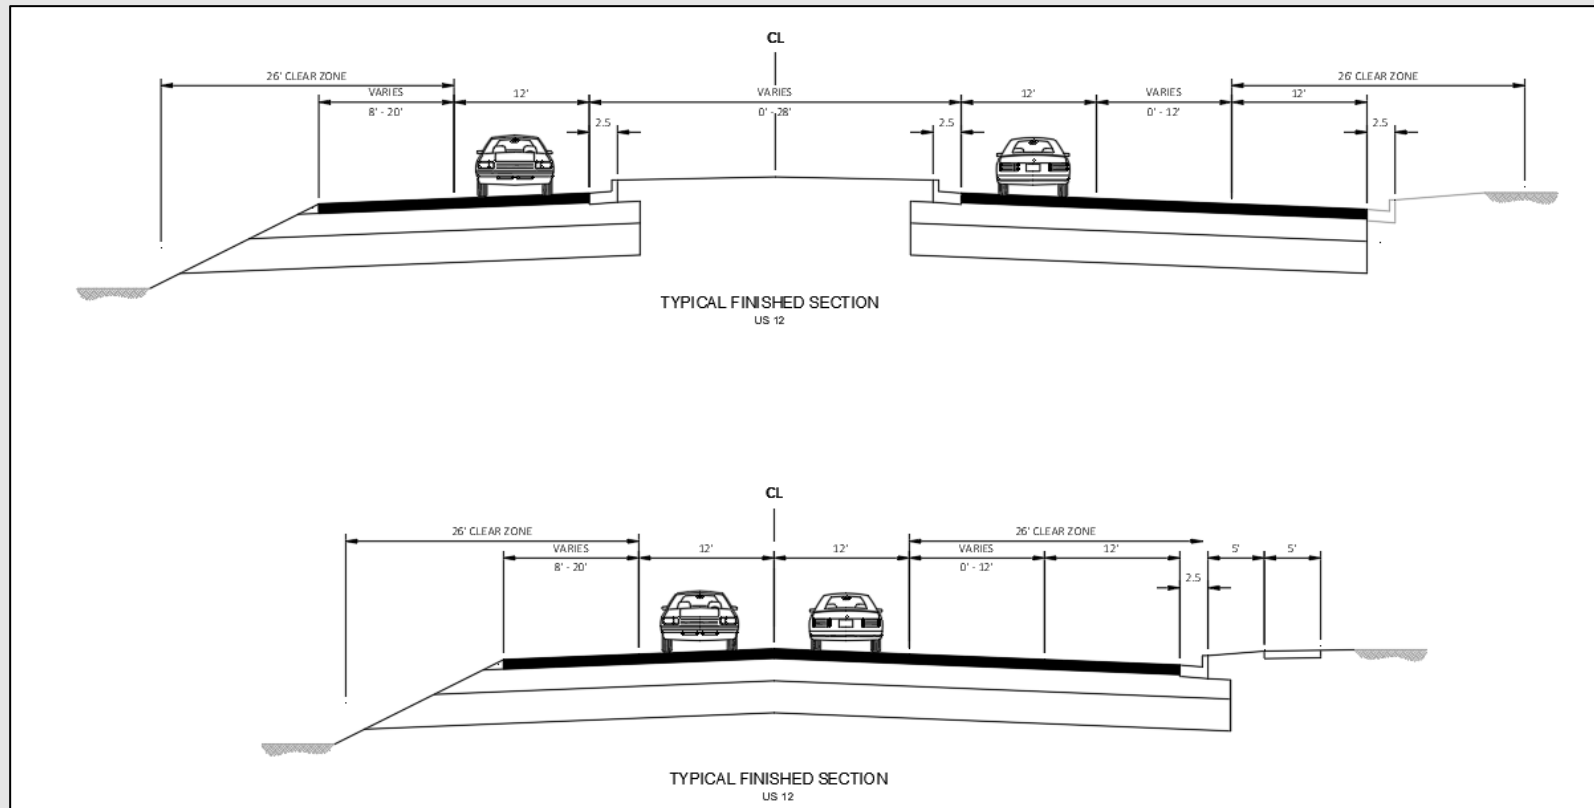 CL
26' CLEAR ZONE
26' CLEAR ZONE
VARIES
12'
VARIES
12'
VARIES
12'
8' - 20'
0' - 28'
0' - 12'
2.5
2.5
2.5
TYPICAL FINISHED SECTION
US 12
CL
26' CLEAR ZONE
26' CLEAR ZONE
VARIES
12'
12'
VARIES
12'
5'
5'
8' - 20'
0' - 12'
2.5
TYPICAL FINISHED SECTION
US 12